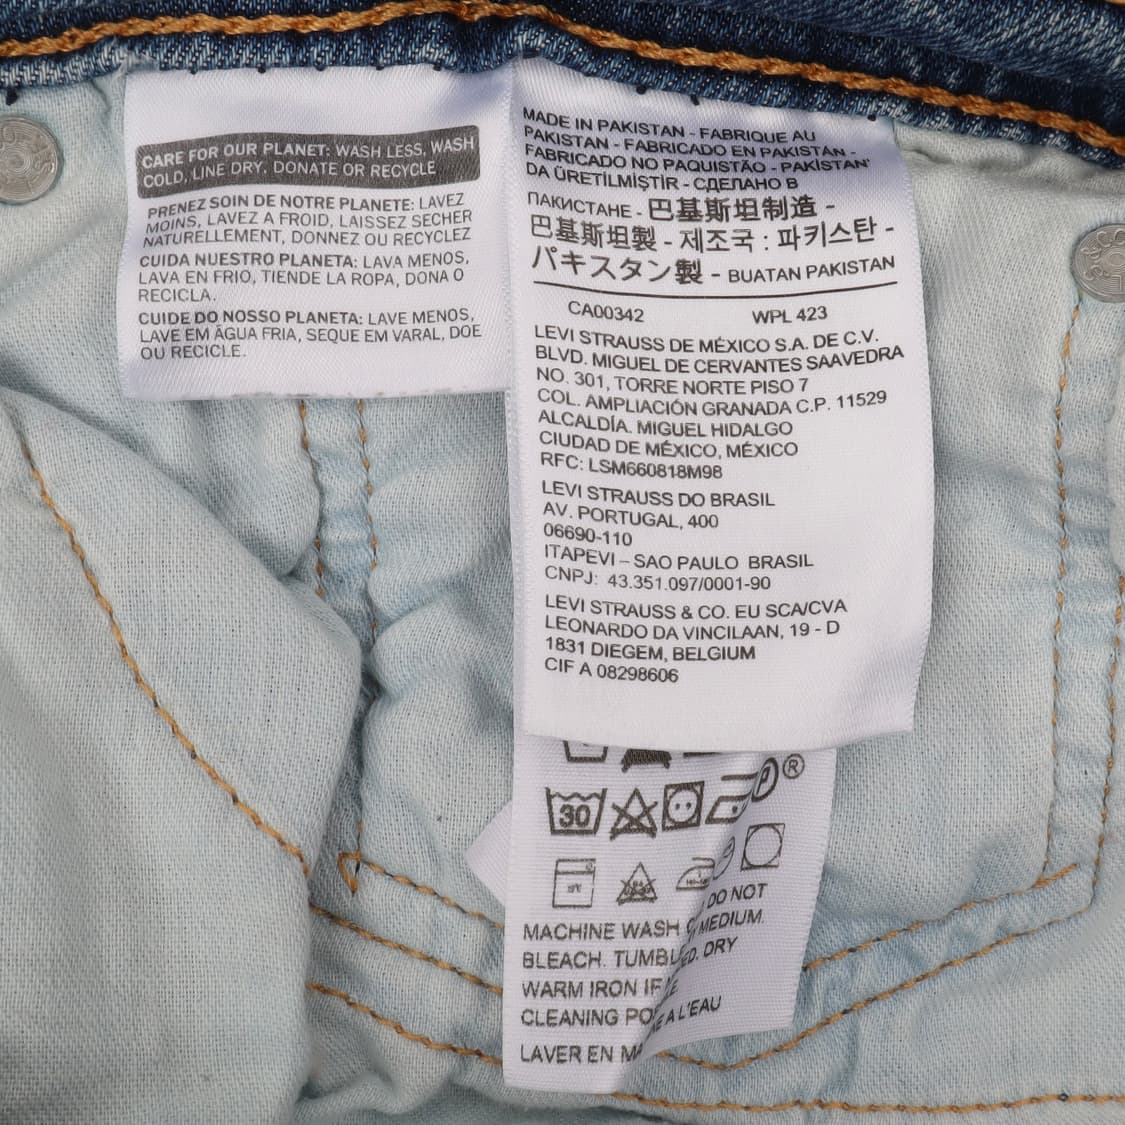 CARE FOR OUR PLANET: WASH LESS, WASH
COLD, LINE DRY, DONATE OR RECYCLE
PRENEZ SOIN DE NOTRE PLANETE: LAVEZ
MOINS, LAVEZ A FROID, LAISSEZ SECHER
NATURELLEMENT, DONNEZ OU RECYCLEZ
CUIDA NUESTRO PLANETA: LAVA MENOS,
LAVA EN FRIO, TIENDE LA ROPA, DONA O
RECICLA.
CUIDE DO NOSSO PLANETA: LAVE MENOS,
LAVE EM ÁGUA FRIA, SEQUE EM VARAL, DOE
OU RECICLE.
MADE IN PAKISTAN - FABRIQUE AU
PAKISTAN - FABRICADO EN PAKISTAN -
FABRICADO NO PAQUISTÃO - PAKİSTAN'
DA ÜRETİLMİŞTİR - СДЕЛАНО В
ПАКИСТАНЕ - 巴基斯坦制造 -
巴基斯坦製 - 제조국 : 파키스탄 -
パキスタン製 - BUATAN PAKISTAN
CA00342 WPL 423
LEVI STRAUSS DE MÉXICO S.A. DE C.V.
BLVD. MIGUEL DE CERVANTES SAAVEDRA
NO. 301, TORRE NORTE PISO 7
COL. AMPLIACIÓN GRANADA C.P. 11529
ALCALDÍA. MIGUEL HIDALGO
CIUDAD DE MÉXICO, MÉXICO
RFC: LSM660818M98
LEVI STRAUSS DO BRASIL
AV. PORTUGAL, 400
06690-110
ITAPEVI – SAO PAULO BRASIL
CNPJ: 43.351.097/0001-90
LEVI STRAUSS & CO. EU SCA/CVA
LEONARDO DA VINCILAAN, 19 - D
1831 DIEGEM, BELGIUM
CIF A 08298606
P ®
30
MACHINE WASH DO NOT
BLEACH. TUMBL MEDIUM.
WARM IRON IF ED. DRY
CLEANING PO
LAVER EN MA E A L'EAU